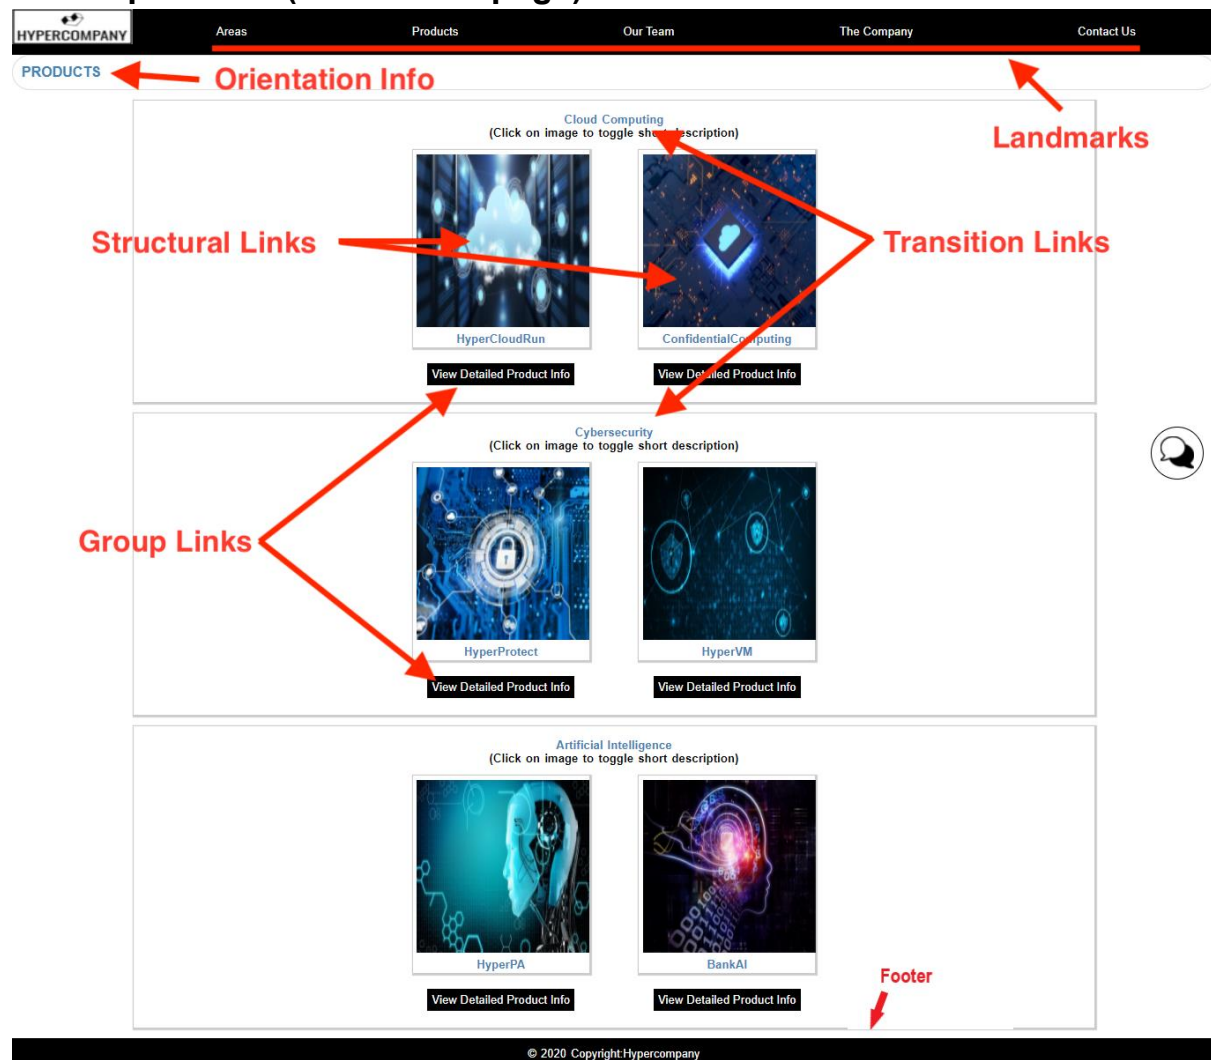 HYPERCOMPANY
Areas Products Our Team The Company Contact Us
PRODUCTS
Orientation Info
Landmarks
Cloud Computing
(Click on image to toggle short description)
Structural Links
Transition Links
HyperCloudRun ConfidentialComputing
View Detailed Product Info View Detailed Product Info
Cybersecurity
(Click on image to toggle short description)
Group Links
HyperProtect HyperVM
View Detailed Product Info View Detailed Product Info
Artificial Intelligence
(Click on image to toggle short description)
HyperPA BankAI
Footer
View Detailed Product Info View Detailed Product Info
© 2020 Copyright:Hypercompany